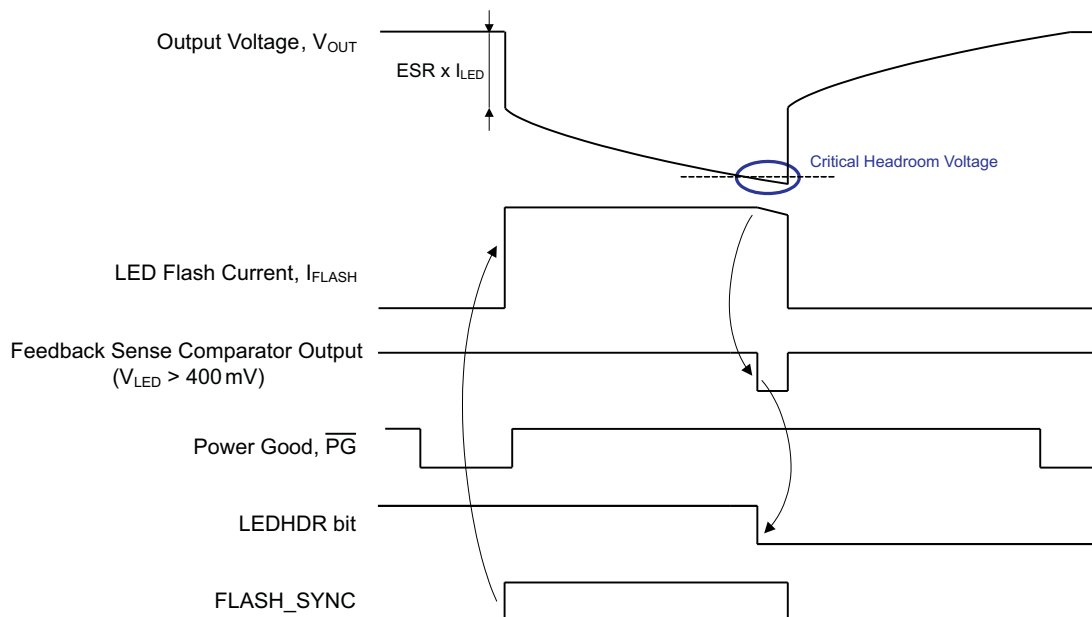 Output Voltage, VOUT
ESR x ILED
Critical Headroom Voltage
LED Flash Current, IFLASH
Feedback Sense Comparator Output
(VLED > 400 mV)
Power Good, P̅G̅
LEDHDR bit
FLASH_SYNC